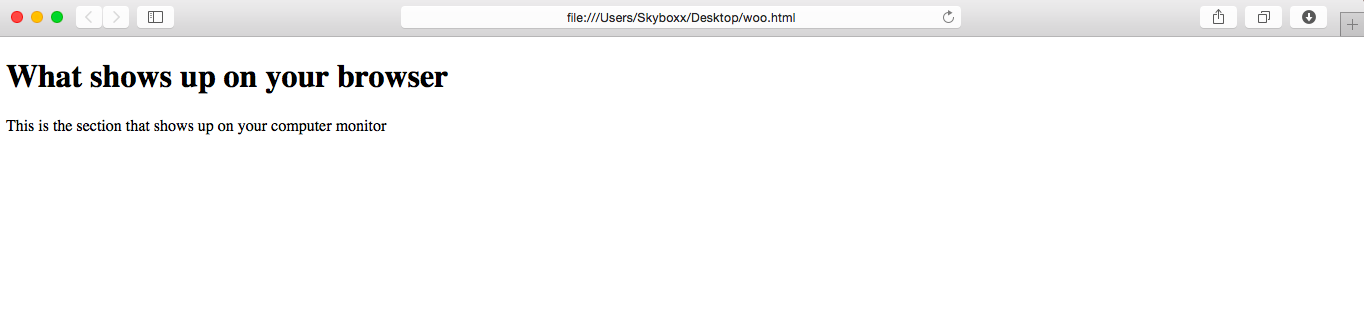 file:///Users/Skyboxx/Desktop/woo.html
What shows up on your browser
This is the section that shows up on your computer monitor